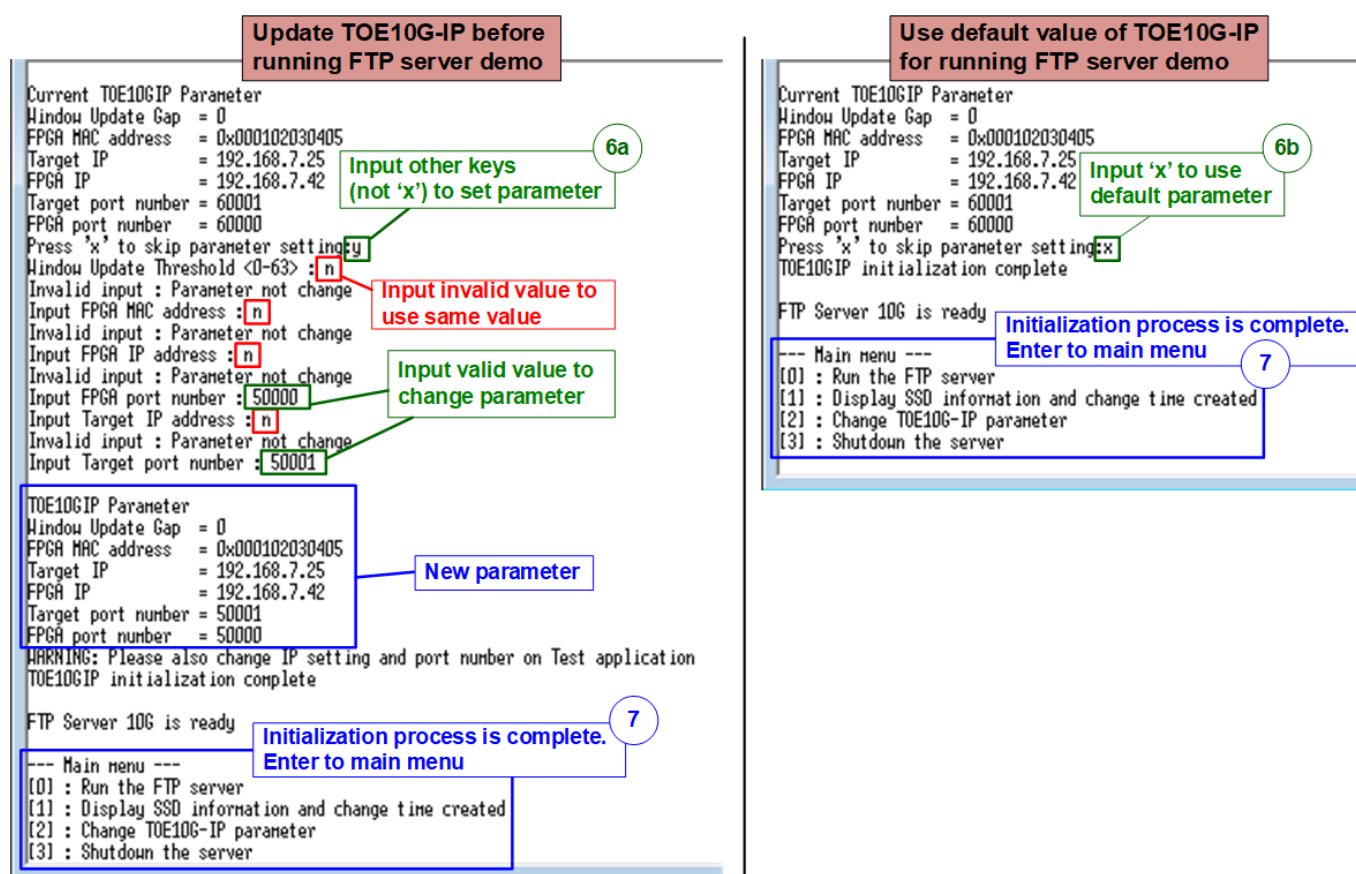 Update TOE10G-IP before
running FTP server demo
Current TOE10GIP Parameter
Window Update Gap = 0
FPGA MAC address = 0x000102030405
Target IP = 192.168.7.25
FPGA IP = 192.168.7.42
Target port number = 60001
FPGA port number = 60000
Press 'x' to skip parameter setting:y
Window Update Threshold <0-63> : n
Invalid input : Parameter not change
Input FPGA MAC address : n
Invalid input : Parameter not change
Input FPGA IP address : n
Invalid input : Parameter not change
Input FPGA port number : 50000
Input Target IP address : n
Invalid input : Parameter not change
Input Target port number : 50001
6a
Input other keys
(not ‘x’) to set parameter
Input invalid value to
use same value
Input valid value to
change parameter
TOE10GIP Parameter
Window Update Gap = 0
FPGA MAC address = 0x000102030405
Target IP = 192.168.7.25
FPGA IP = 192.168.7.42
Target port number = 50001
FPGA port number = 50000
New parameter
WARNING: Please also change IP setting and port number on Test application
TOE10GIP initialization complete
FTP Server 10G is ready
7
Initialization process is complete.
Enter to main menu
--- Main menu ---
[0] : Run the FTP server
[1] : Display SSD information and change time created
[2] : Change TOE10G-IP parameter
[3] : Shutdown the server
Use default value of TOE10G-IP
for running FTP server demo
Current TOE10GIP Parameter
Window Update Gap = 0
FPGA MAC address = 0x000102030405
Target IP = 192.168.7.25
FPGA IP = 192.168.7.42
Target port number = 60001
FPGA port number = 60000
Press 'x' to skip parameter setting:x
TOE10GIP initialization complete
6b
Input ‘x’ to use
default parameter
FTP Server 10G is ready
Initialization process is complete.
Enter to main menu
7
--- Main menu ---
[0] : Run the FTP server
[1] : Display SSD information and change time created
[2] : Change TOE10G-IP parameter
[3] : Shutdown the server